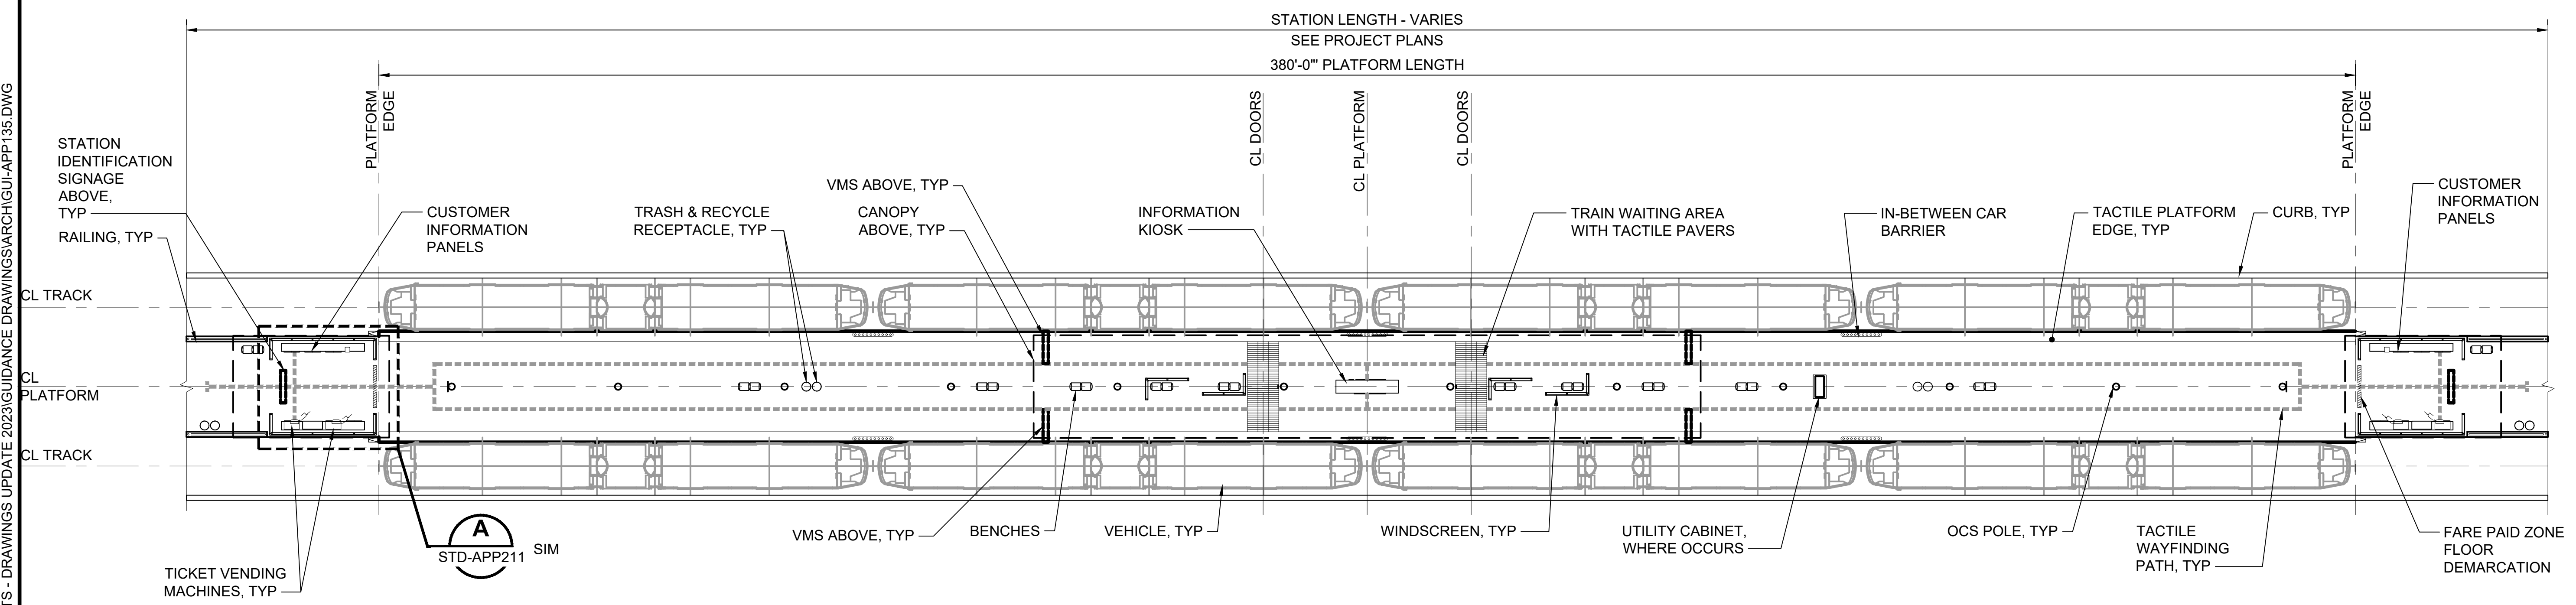 STATION LENGTH - VARIES
SEE PROJECT PLANS
380'-0"' PLATFORM LENGTH
TS - DRAWINGS UPDATE 2023\GUIDANCE DRAWINGS\ARCH\GUI-APP135.DWG
PLATFORM
EDGE
CL DOORS
CL PLATFORM
CL DOORS
PLATFORM
EDGE
STATION
IDENTIFICATION
SIGNAGE
ABOVE,
TYP
RAILING, TYP
CUSTOMER
INFORMATION
PANELS
TRASH & RECYCLE
RECEPTACLE, TYP
VMS ABOVE, TYP
CANOPY
ABOVE, TYP
INFORMATION
KIOSK
TRAIN WAITING AREA
WITH TACTILE PAVERS
IN-BETWEEN CAR
BARRIER
TACTILE PLATFORM
EDGE, TYP
CURB, TYP
CUSTOMER
INFORMATION
PANELS
CL TRACK
CL
PLATFORM
CL TRACK
TICKET VENDING
MACHINES, TYP
A
STD-APP211
SIM
VMS ABOVE, TYP
BENCHES
VEHICLE, TYP
WINDSCREEN, TYP
UTILITY CABINET,
WHERE OCCURS
OCS POLE, TYP
TACTILE
WAYFINDING
PATH, TYP
FARE PAID ZONE
FLOOR
DEMARCATION